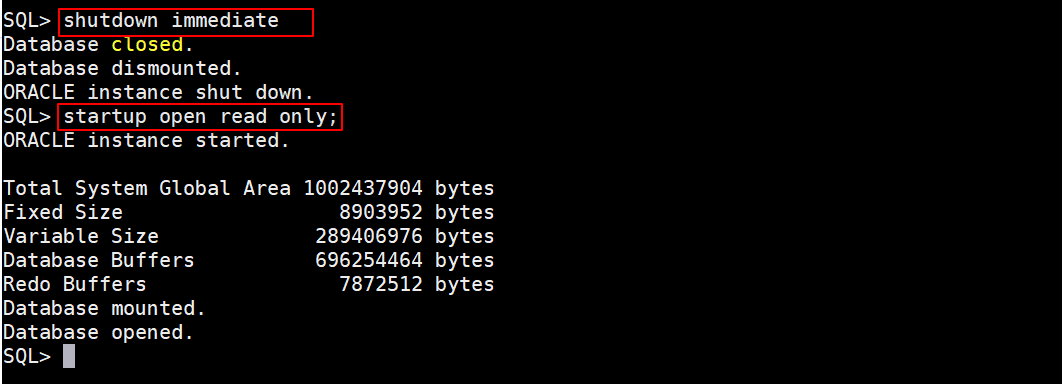 SQL> shutdown immediate
Database closed.
Database dismounted.
ORACLE instance shut down.
SQL> startup open read only;
ORACLE instance started.
Total System Global Area 1002437904 bytes
Fixed Size 8903952 bytes
Variable Size 289406976 bytes
Database Buffers 696254464 bytes
Redo Buffers 7872512 bytes
Database mounted.
Database opened.
SQL>